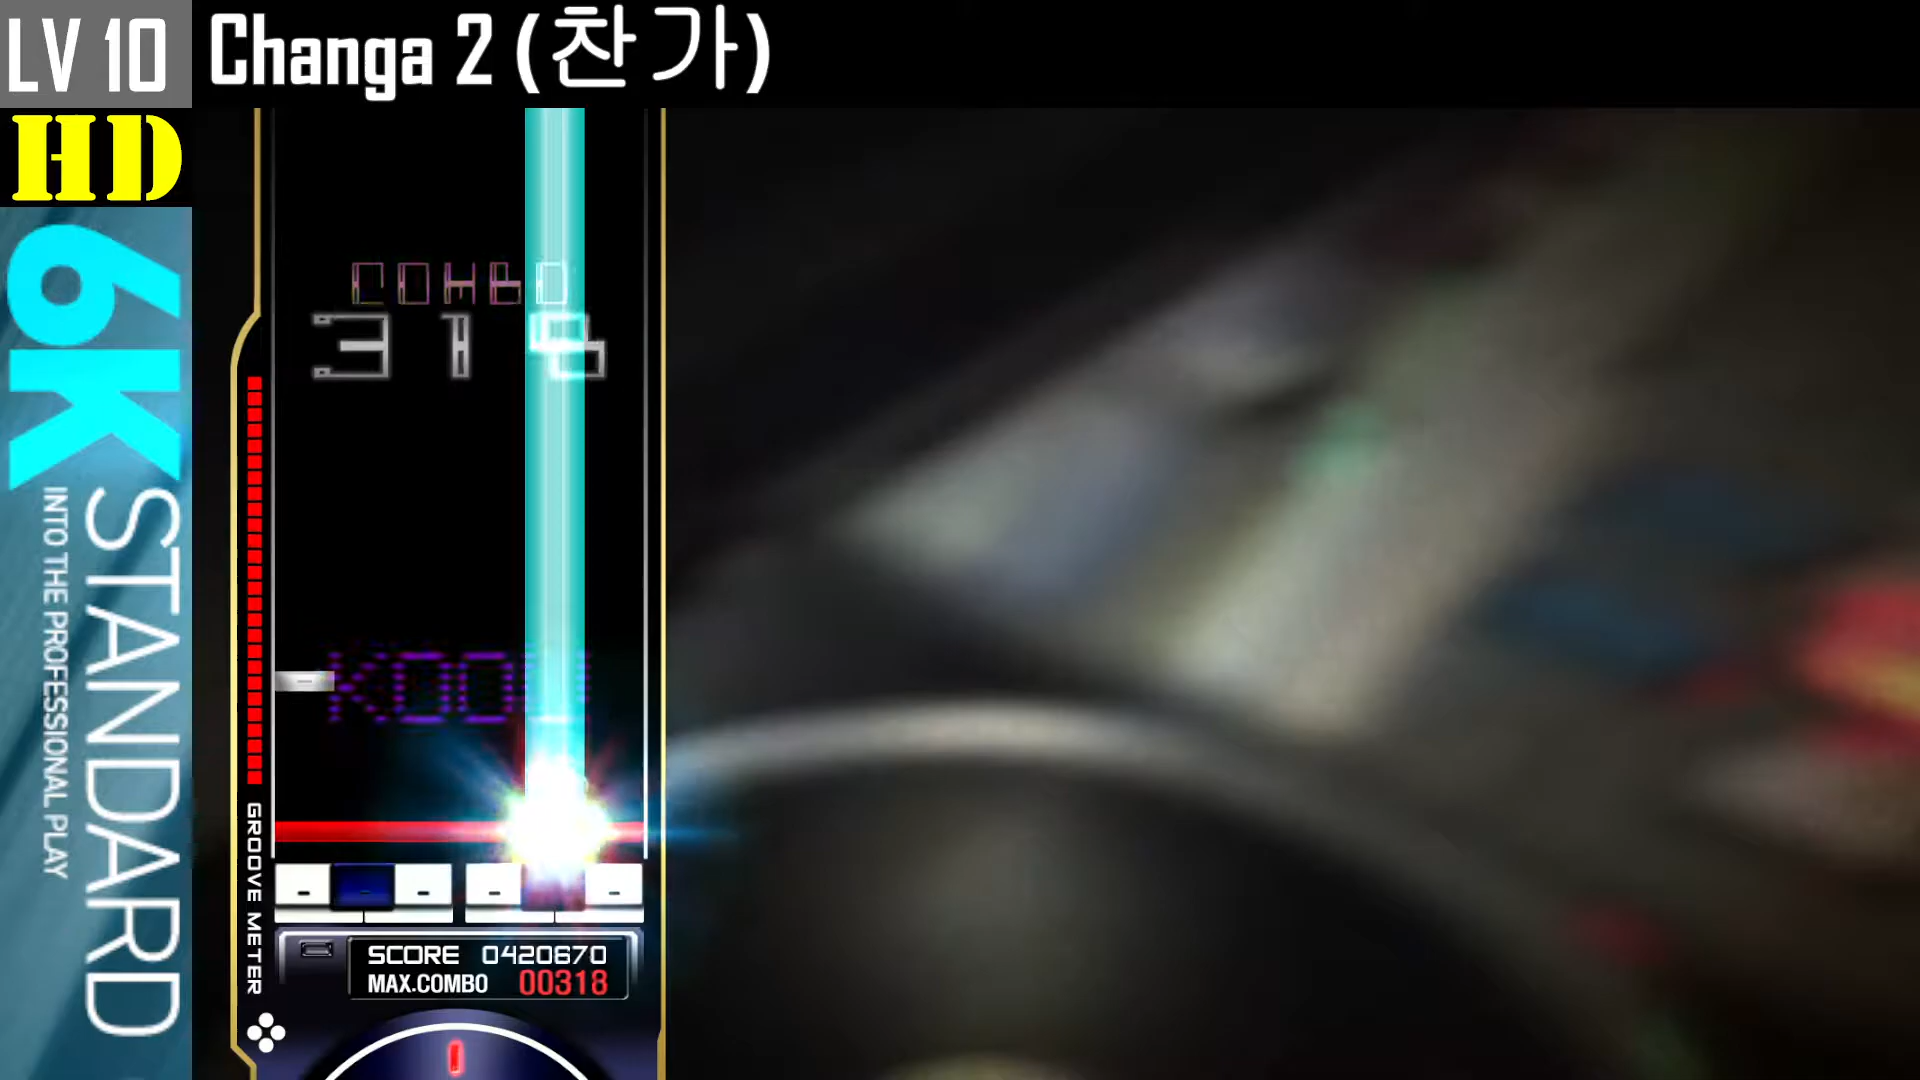 LV 10 Changa 2 (찬가)
HD
6K
STANDARD
INTO THE PROFESSIONAL PLAY
COMBO
318
KOOL
GROOVE METER
SCORE 0420670
MAX.COMBO 00318